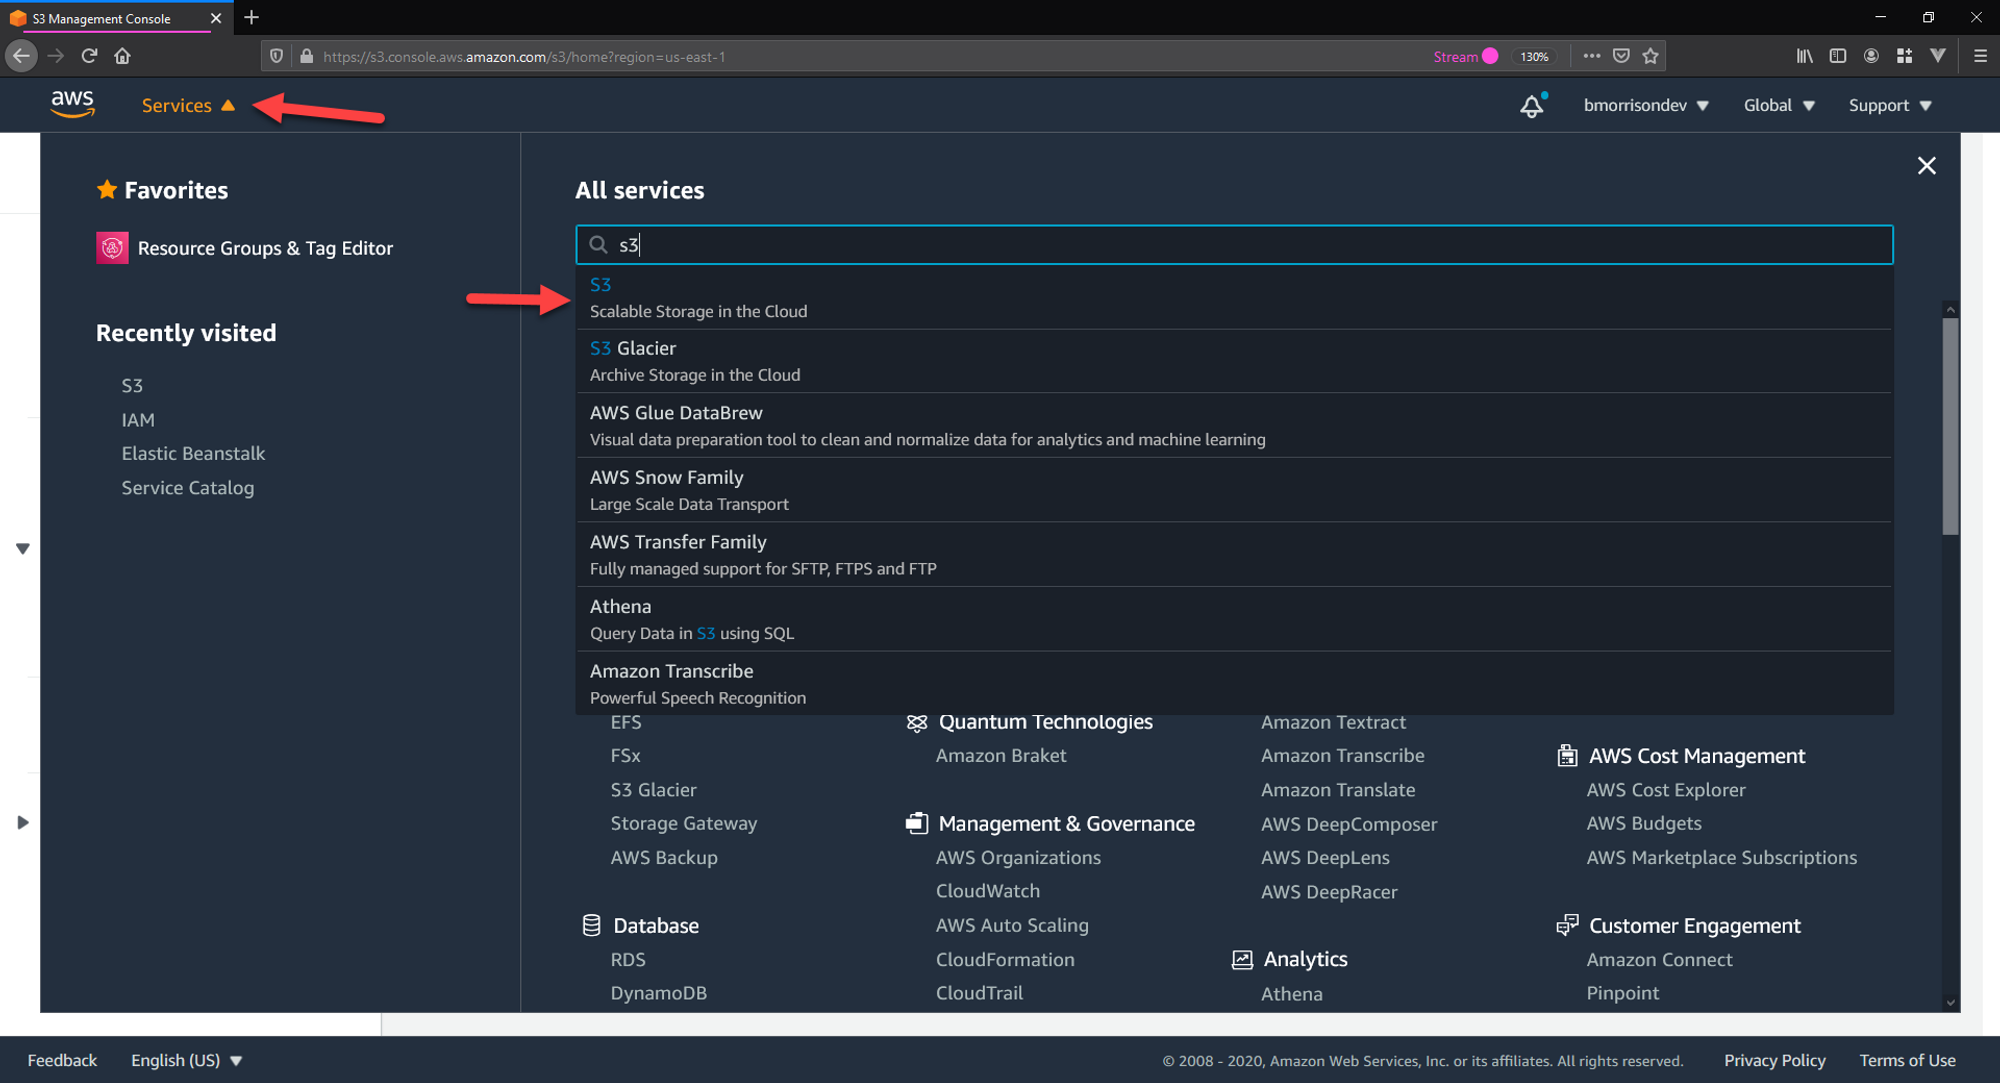 S3 Management Console
https://s3.console.aws.amazon.com/s3/home?region=us-east-1
Stream
130%
aws
Services
bmorrisondev
Global
Support
Favorites
Resource Groups & Tag Editor
Recently visited
S3
IAM
Elastic Beanstalk
Service Catalog
All services
s3
S3
Scalable Storage in the Cloud
S3 Glacier
Archive Storage in the Cloud
AWS Glue DataBrew
Visual data preparation tool to clean and normalize data for analytics and machine learning
AWS Snow Family
Large Scale Data Transport
AWS Transfer Family
Fully managed support for SFTP, FTPS and FTP
Athena
Query Data in S3 using SQL
Amazon Transcribe
Powerful Speech Recognition
EFS
FSx
S3 Glacier
Storage Gateway
AWS Backup
Database
RDS
DynamoDB
Quantum Technologies
Amazon Braket
Management & Governance
AWS Organizations
CloudWatch
AWS Auto Scaling
CloudFormation
CloudTrail
Amazon Textract
Amazon Transcribe
Amazon Translate
AWS DeepComposer
AWS DeepLens
AWS DeepRacer
Analytics
Athena
AWS Cost Management
AWS Cost Explorer
AWS Budgets
AWS Marketplace Subscriptions
Customer Engagement
Amazon Connect
Pinpoint
Feedback
English (US)
© 2008 - 2020, Amazon Web Services, Inc. or its affiliates. All rights reserved.
Privacy Policy
Terms of Use